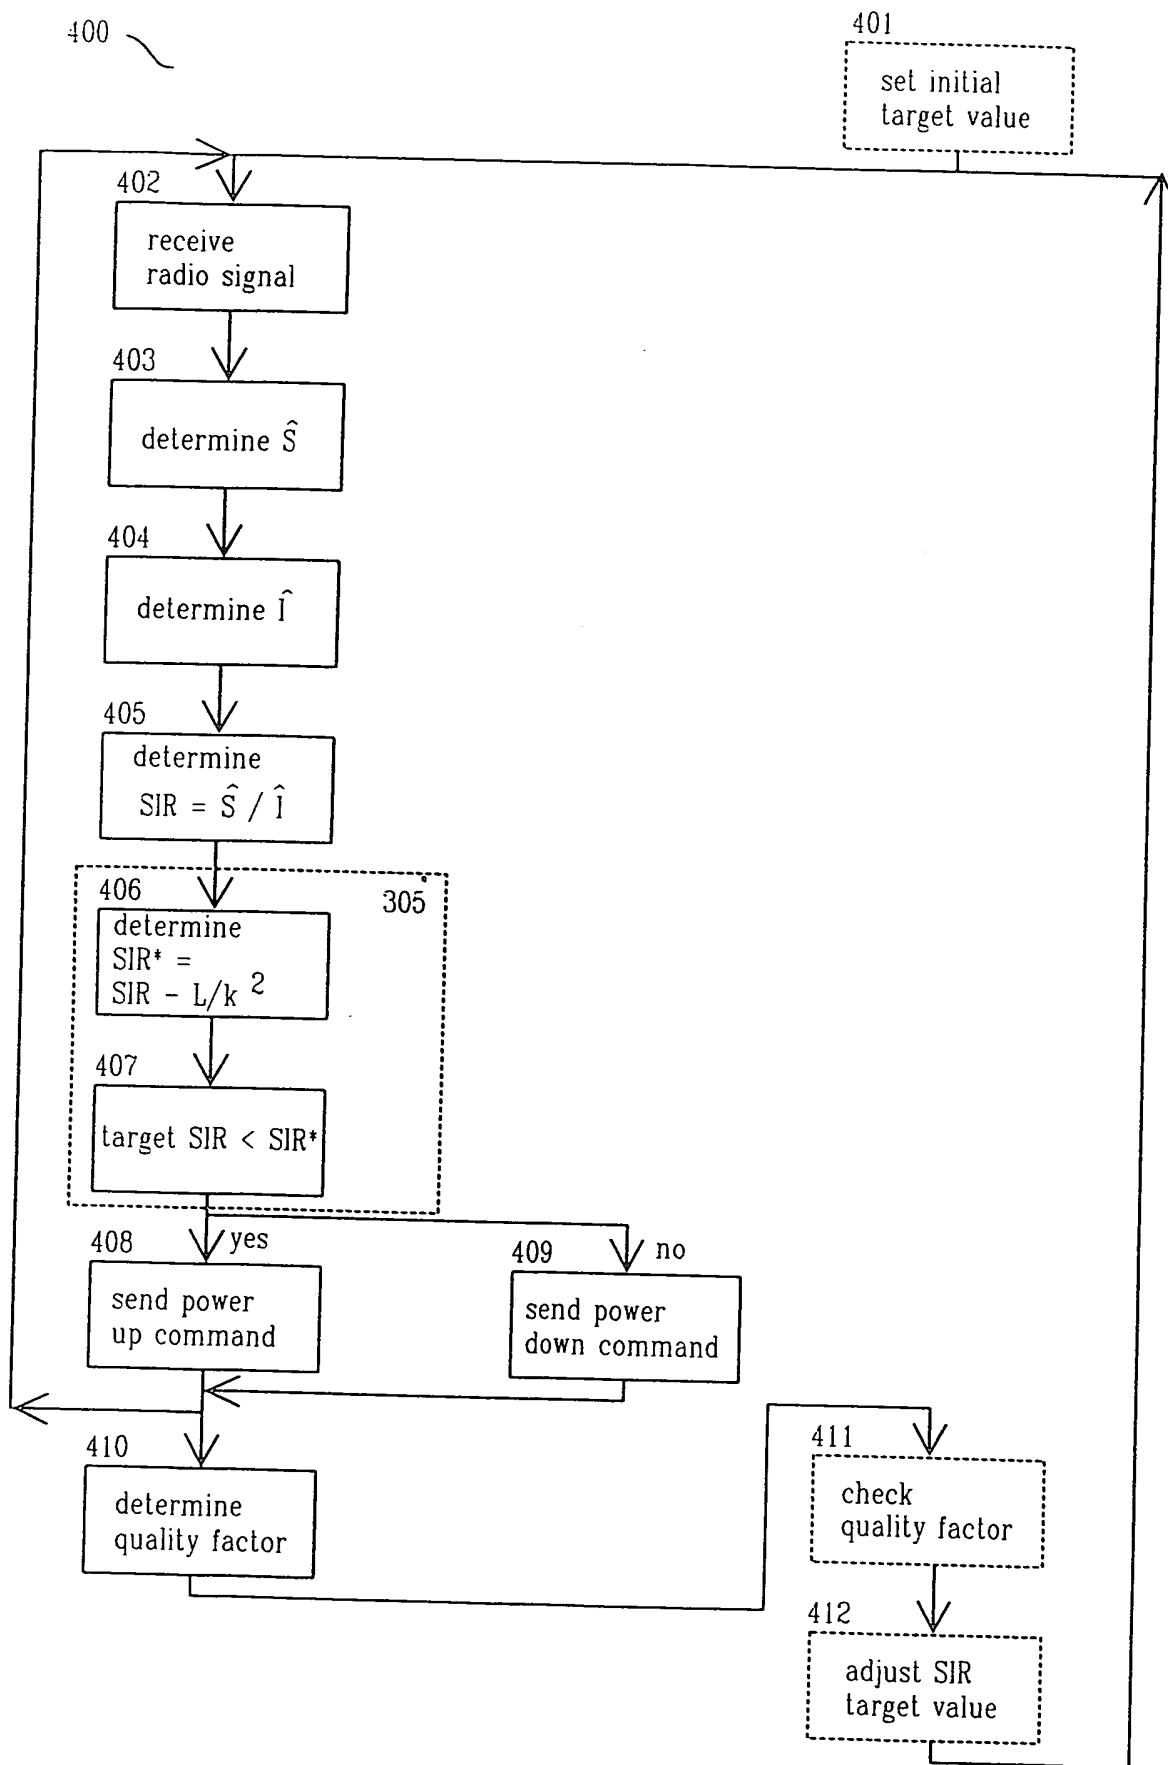 400
401
set initial
target value
402
receive
radio signal
403
determine Ŝ
404
determine Î
405
determine
SIR = Ŝ / Î
305
406
determine
SIR* =
SIR - L/k 2
407
target SIR < SIR*
yes
no
408
send power
up command
409
send power
down command
410
determine
quality factor
411
check
quality factor
412
adjust SIR
target value